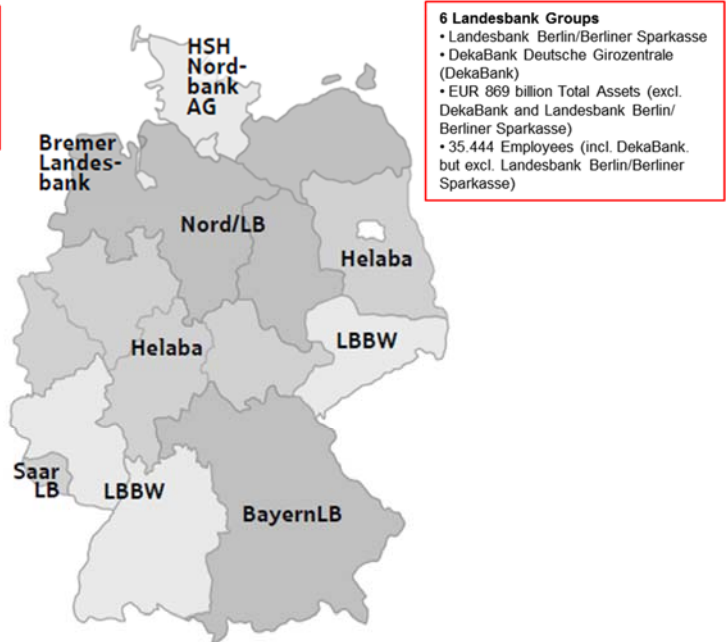 6 Landesbank Groups
• Landesbank Berlin/Berliner Sparkasse
• DekaBank Deutsche Girozentrale
(DekaBank)
• EUR 869 billion Total Assets (excl.
DekaBank and Landesbank Berlin/
Berliner Sparkasse)
• 35.444 Employees (incl. DekaBank.
but excl. Landesbank Berlin/Berliner
Sparkasse)
HSH
Nord-
bank
AG
Bremer
Landes-
bank
Nord/LB
Helaba
LBBW
Helaba
Saar
LB
LBBW
BayernLB